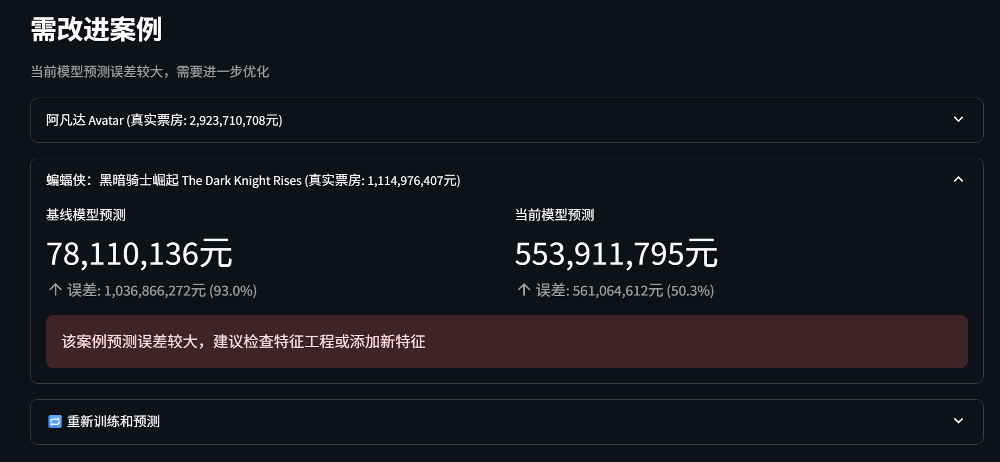 需改进案例
当前模型预测误差较大，需要进一步优化
阿凡达 Avatar (真实票房: 2,923,710,708元)
蝙蝠侠：黑暗骑士崛起 The Dark Knight Rises (真实票房: 1,114,976,407元)
基线模型预测
78,110,136元
↑ 误差: 1,036,866,272元 (93.0%)
当前模型预测
553,911,795元
↑ 误差: 561,064,612元 (50.3%)
该案例预测误差较大，建议检查特征工程或添加新特征
🔁 重新训练和预测